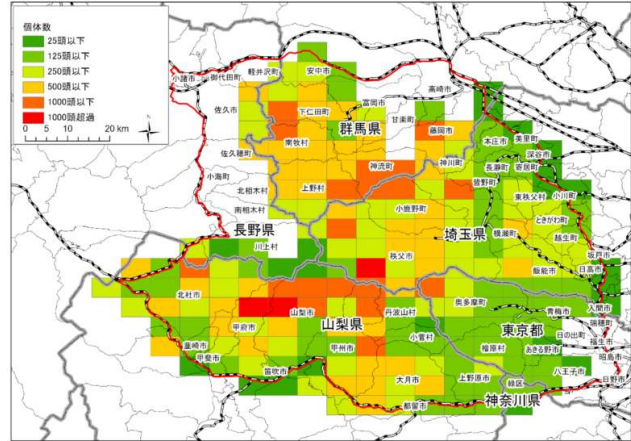 個体数
25頭以下
125頭以下
250頭以下
500頭以下
1000頭以下
1000頭超過
0 5 10 20 km
小諸市
御代田町
軽井沢町
安中市
高崎市
佐久市
下仁田町
富岡市
群馬県
甘楽町
藤岡市
本庄市
美里町
深谷市
佐久穂町
南牧村
神流町
神川町
長瀞町
寄居町
小海町
北相木村
上野村
皆野町
東秩父村
小川町
南相木村
小鹿野町
ときがわ町
長野県
川上村
埼玉県
横瀬町
越生町
秩父市
坂戸市
飯能市
日高市
北杜市
山梨市
丹波山村
奥多摩町
入間市
甲府市
山梨県
青梅市
瑞穂町
東京都
日の出町
福生市
韮崎市
甲斐市
甲州市
小菅村
檜原村
あきる野市
昭島市
笛吹市
大月市
上野原市
八王子市
日野市
緑区
都留市
神奈川県